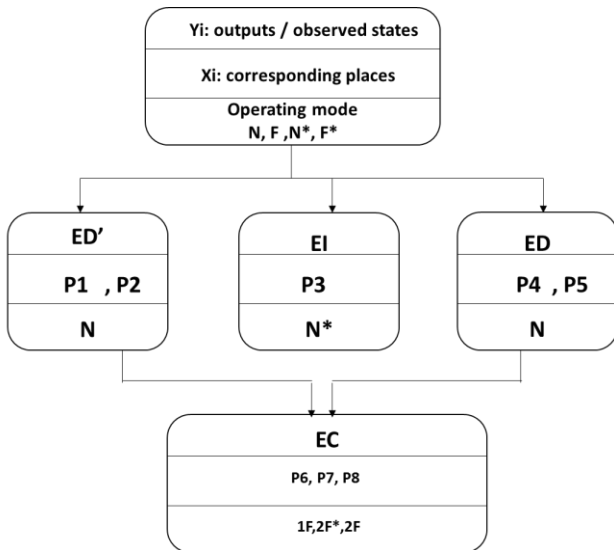 Yi: outputs / observed states
Xi: corresponding places
Operating mode
N, F ,N*, F*
ED’
P1 , P2
N
EI
P3
N*
ED
P4 , P5
N
EC
P6, P7, P8
1F,2F*,2F